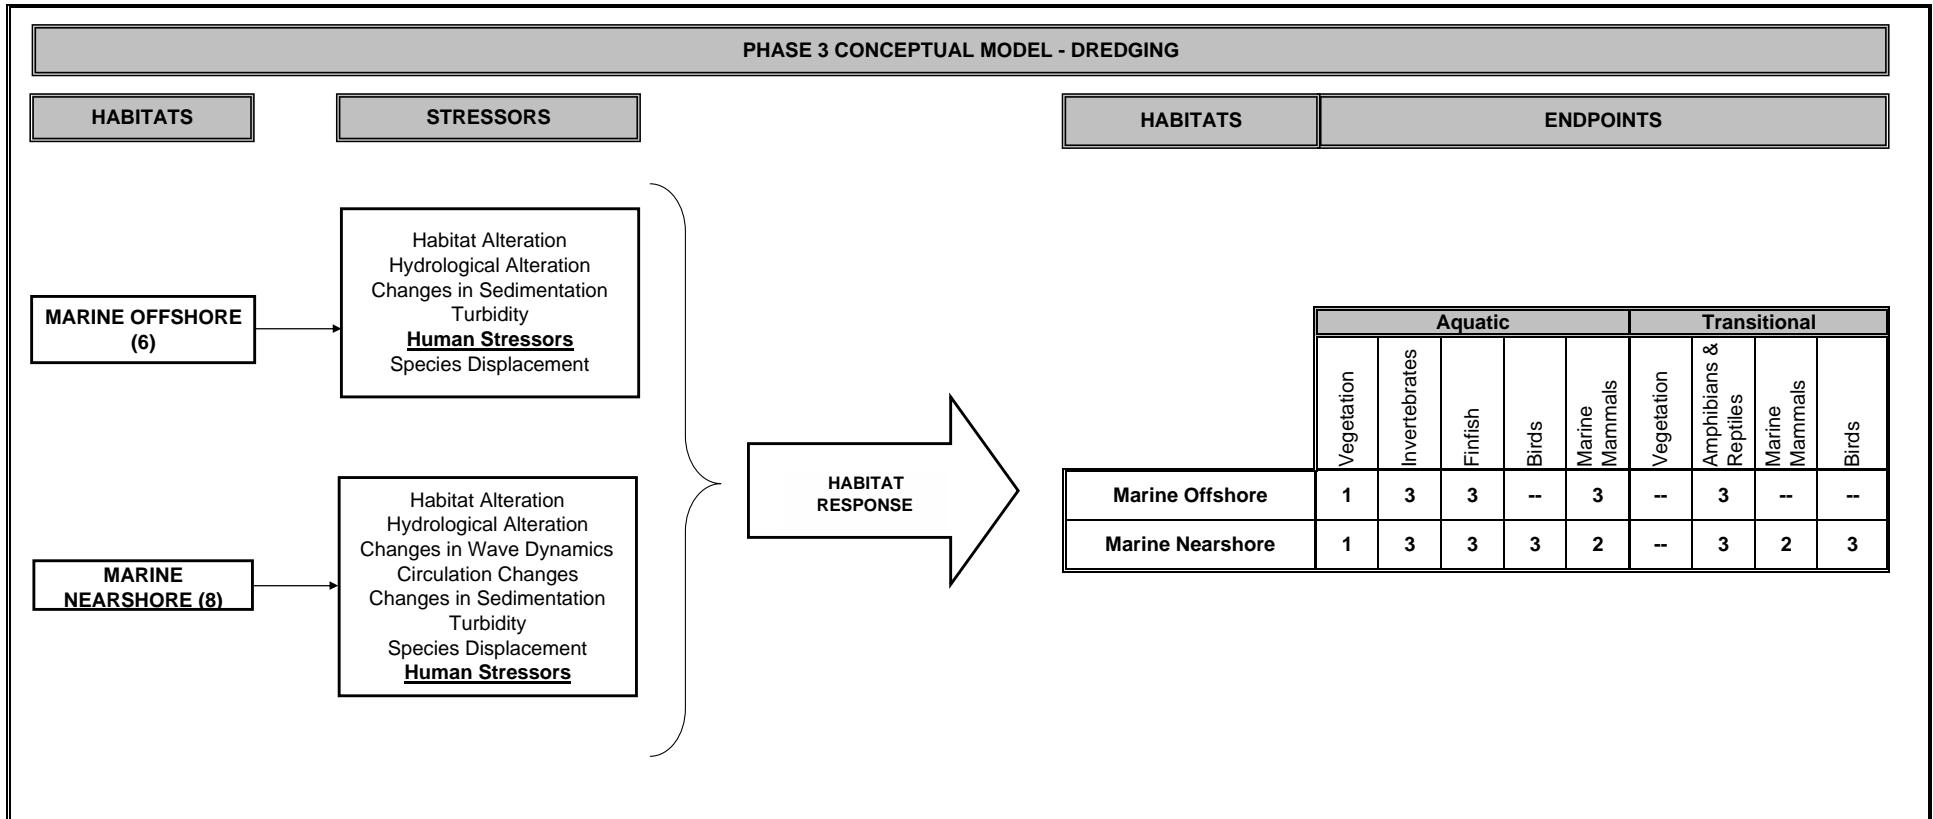 PHASE 3 CONCEPTUAL MODEL - DREDGING
HABITATS
STRESSORS
HABITATS
ENDPOINTS
MARINE OFFSHORE
(6)
Habitat Alteration
Hydrological Alteration
Changes in Sedimentation
Turbidity
Human Stressors
Species Displacement
MARINE
NEARSHORE (8)
Habitat Alteration
Hydrological Alteration
Changes in Wave Dynamics
Circulation Changes
Changes in Sedimentation
Turbidity
Species Displacement
Human Stressors
HABITAT
RESPONSE
Aquatic Transitional
Vegetation
Invertebrates
Finfish
Birds
Marine
Mammals
Vegetation
Amphibians &
Reptiles
Marine
Mammals
Birds
Marine Offshore 1 3 3 -- 3 -- 3 -- --
Marine Nearshore 1 3 3 3 2 -- 3 2 3